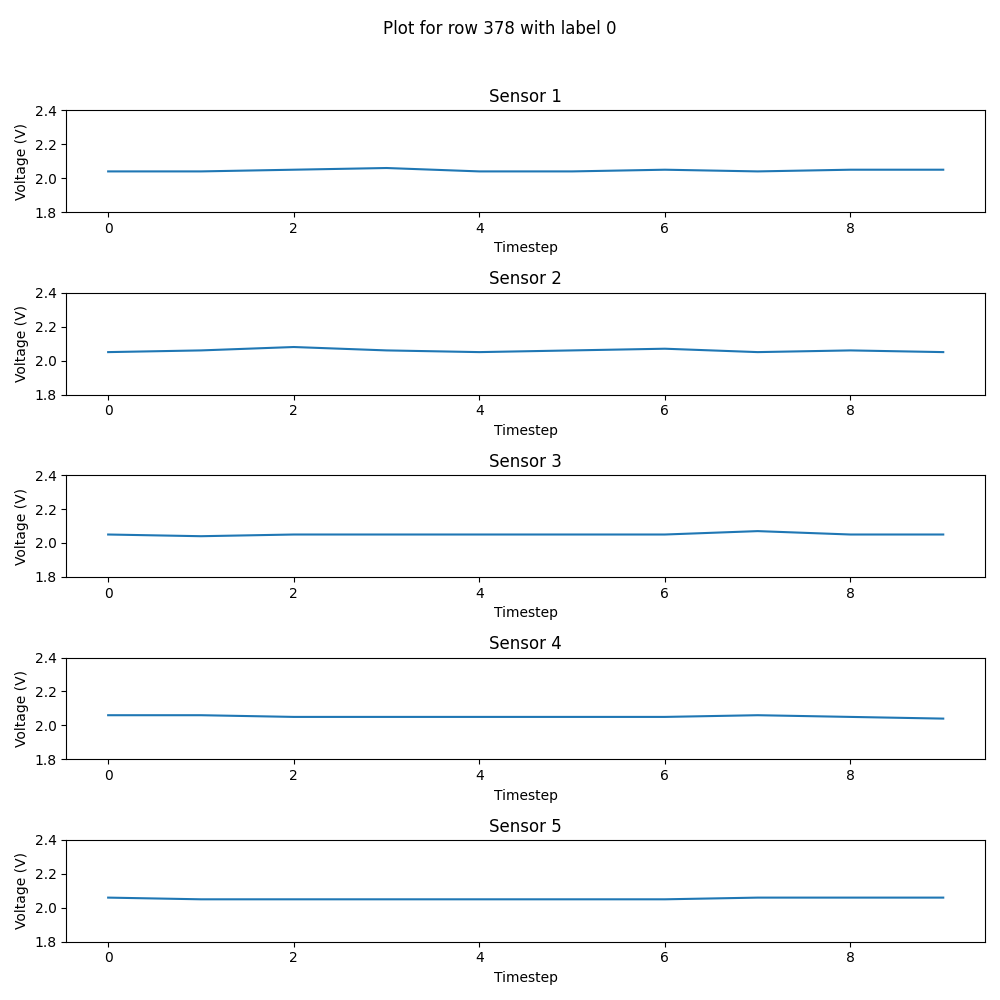 Plot for row 378 with label 0
Sensor 1
2.4
2.2
2.0
1.8
Voltage (V)
0 2 4 6 8
Timestep
Sensor 2
2.4
2.2
2.0
1.8
Voltage (V)
0 2 4 6 8
Timestep
Sensor 3
2.4
2.2
2.0
1.8
Voltage (V)
0 2 4 6 8
Timestep
Sensor 4
2.4
2.2
2.0
1.8
Voltage (V)
0 2 4 6 8
Timestep
Sensor 5
2.4
2.2
2.0
1.8
Voltage (V)
0 2 4 6 8
Timestep